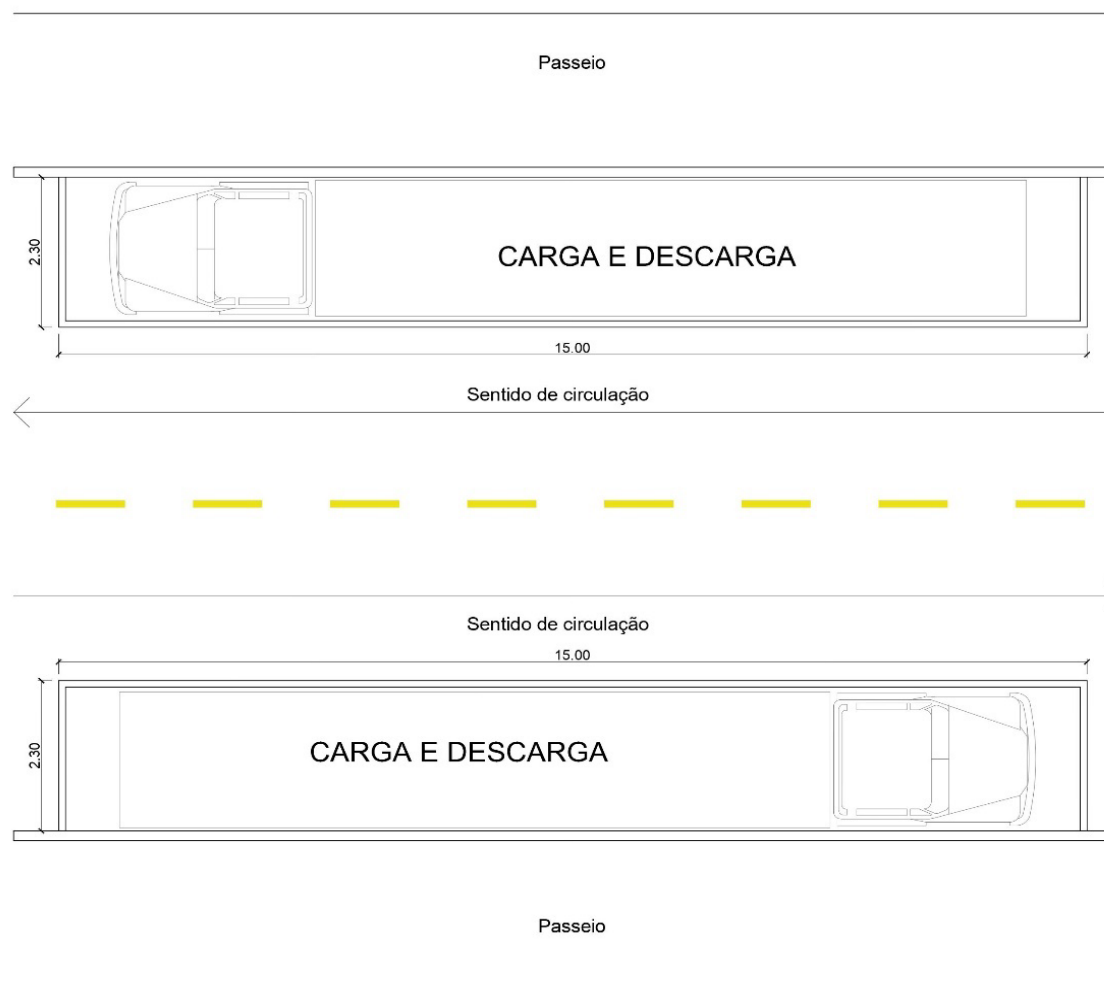 Passeio
2.30
CARGA E DESCARGA
15.00
Sentido de circulação
Sentido de circulação
15.00
2.30
CARGA E DESCARGA
Passeio